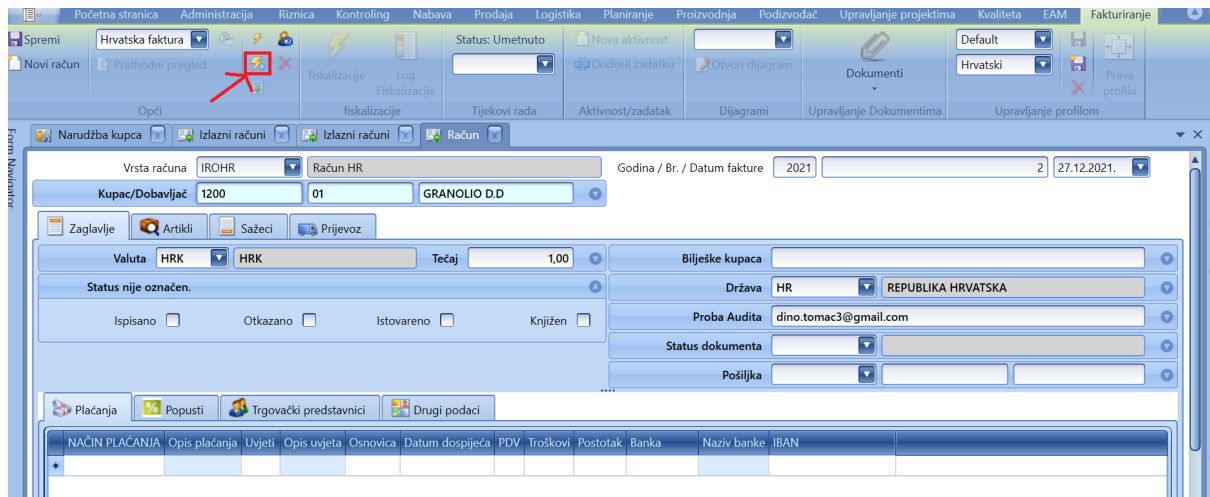 Početna stranica Administracija Riznica Kontroling Nabava Prodaja Logistika Planiranje Proizvodnja Podizvođač Upravljanje projektima Kvaliteta EAM Fakturiranje
Spremi Hrvatska faktura Status: Umetnuto Nova aktivnost Default
Novi račun Prethodni pregled fiskalizacije Log Fiskalizacije Dodijeli zadatku Otvori dijagram Dokumenti Hrvatski Prava profila
Opći fiskalizacije Tijekovi rada Aktivnost/zadatak Dijagrami Upravljanje Dokumentima Upravljanje profilom
Form Navigator
Narudžba kupca Izlazni računi Izlazni računi Račun
Vrsta računa IROHR Račun HR Godina / Br. / Datum fakture 2021 2 27.12.2021.
Kupac/Dobavljač 1200 01 GRANOLIO D.D
Zaglavlje Artikli Sažeci Prijevoz
Valuta HRK HRK Tečaj 1,00 Bilješke kupaca
Status nije označen. Država HR REPUBLIKA HRVATSKA
Ispisano Otkazano Istovareno Knjižen Proba Audita dino.tomac3@gmail.com
Status dokumenta
Pošiljka
Plaćanja Popusti Trgovački predstavnici Drugi podaci
NAČIN PLAĆANJA Opis plaćanja Uvjeti Opis uvjeta Osnovica Datum dospijeća PDV Troškovi Postotak Banka Naziv banke IBAN